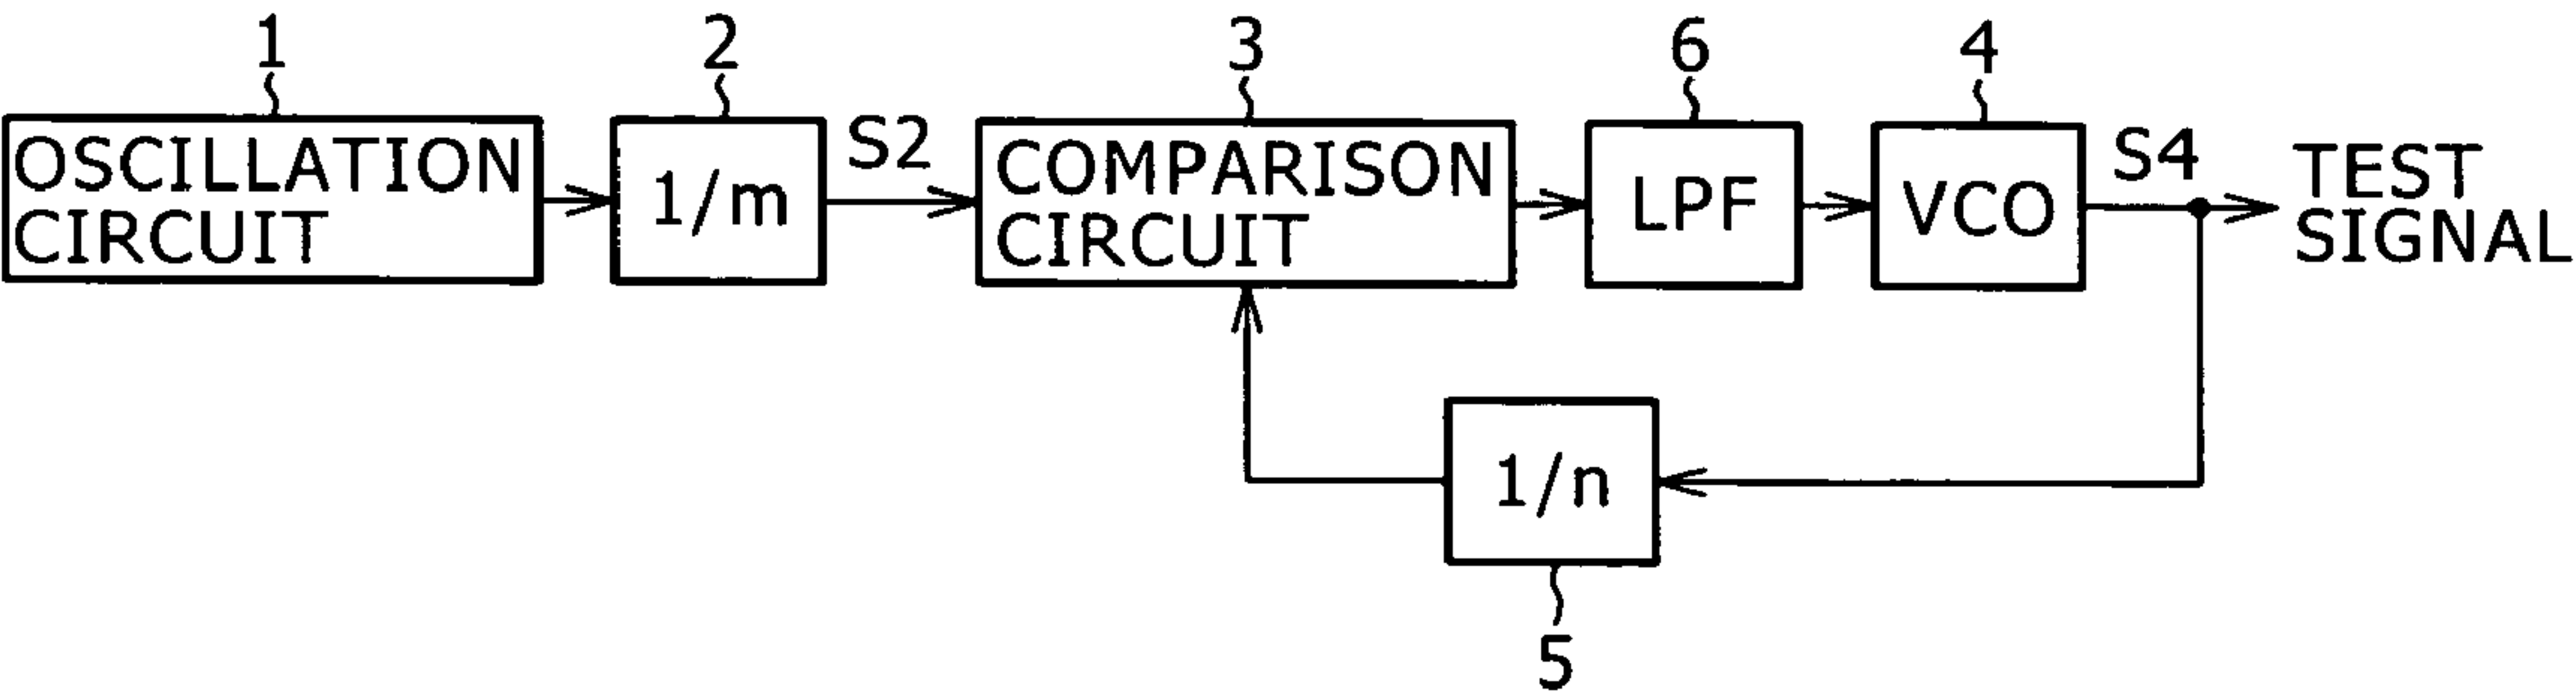 1
2
3
6
4
OSCILLATION
CIRCUIT
1/m
S2
COMPARISON
CIRCUIT
LPF
VCO
S4
TEST
SIGNAL
1/n
5